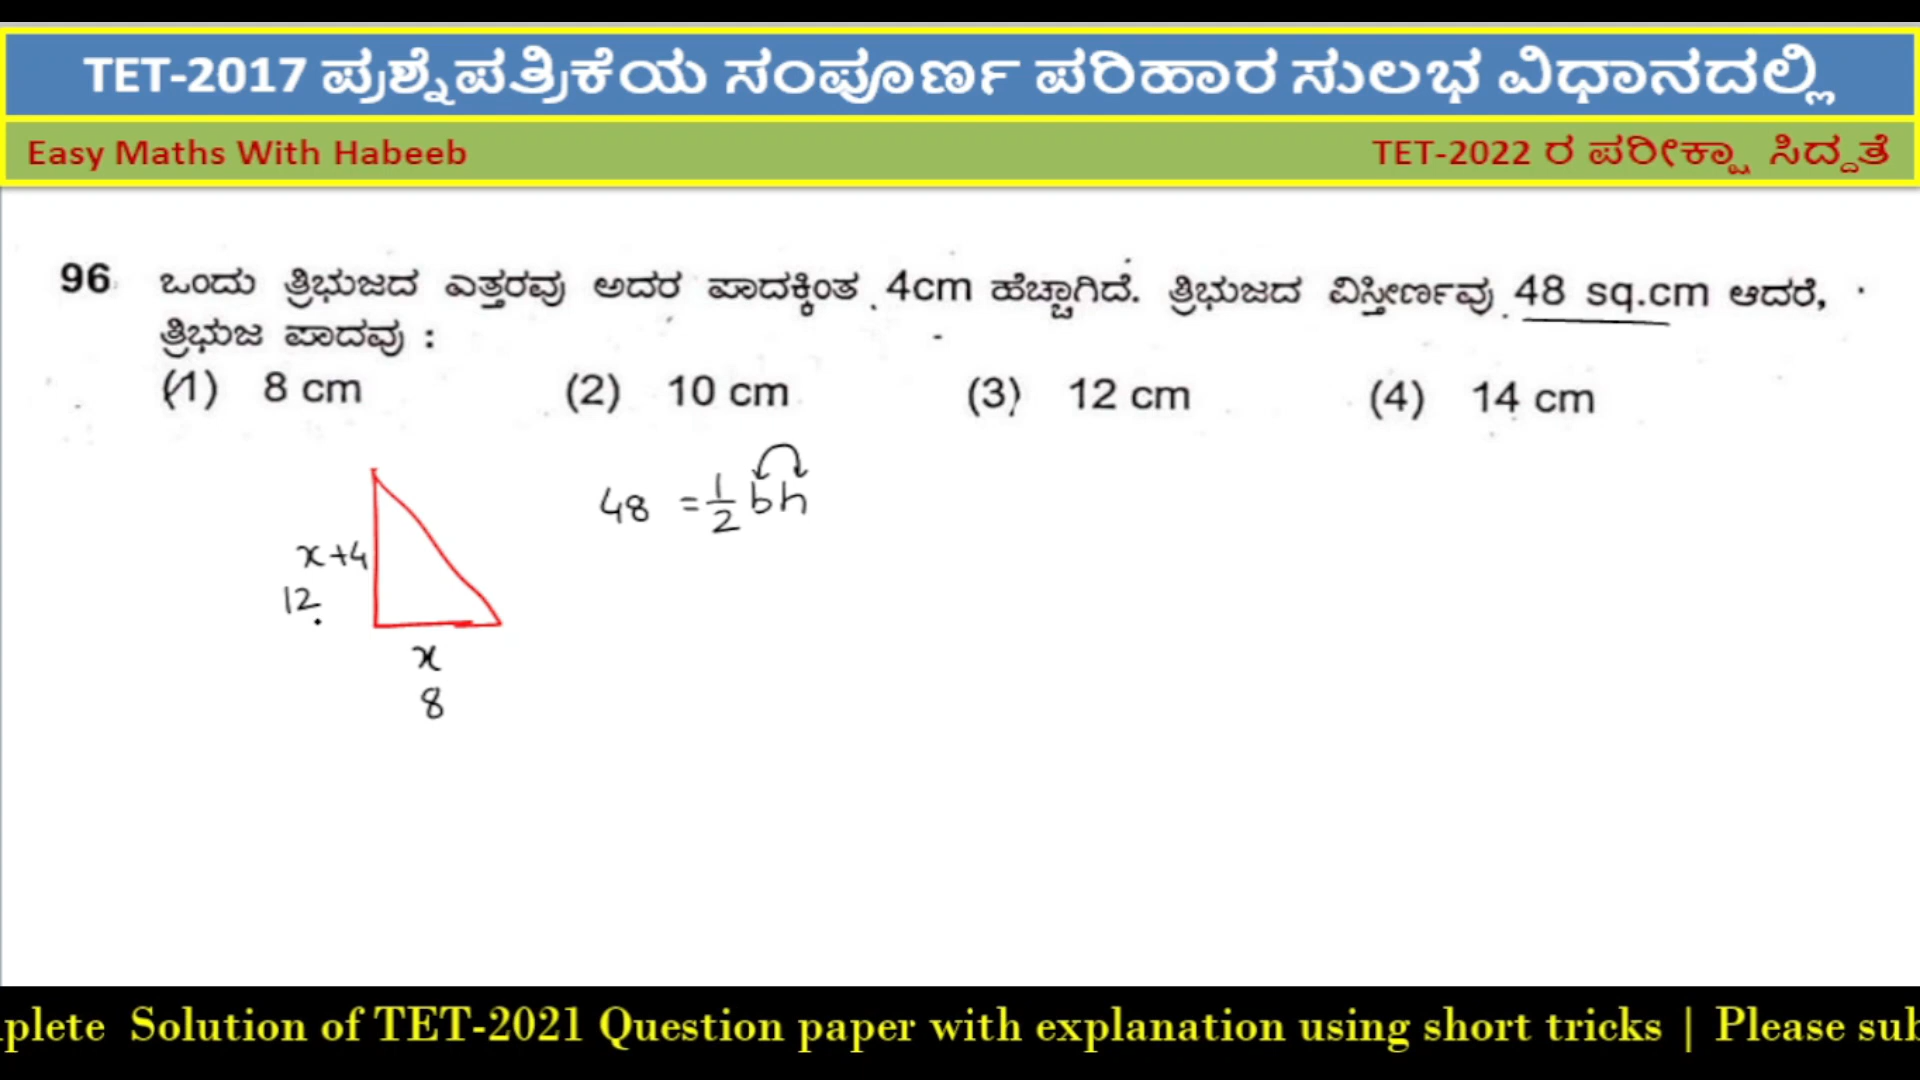 TET-2017 ಪ್ರಶ್ನೆಪತ್ರಿಕೆಯ ಸಂಪೂರ್ಣ ಪರಿಹಾರ ಸುಲಭ ವಿಧಾನದಲ್ಲಿ
Easy Maths With Habeeb
TET-2022 ರ ಪರೀಕ್ಷಾ ಸಿದ್ದತೆ
96 ಒಂದು ತ್ರಿಭುಜದ ಎತ್ತರವು ಅದರ ಪಾದಕ್ಕಿಂತ 4cm ಹೆಚ್ಚಾಗಿದೆ. ತ್ರಿಭುಜದ ವಿಸ್ತೀರ್ಣವು 48 sq.cm ಆದರೆ,
ತ್ರಿಭುಜ ಪಾದವು :
(1) 8 cm (2) 10 cm (3) 12 cm (4) 14 cm
48 = 1/2 bh
x+4
12
x
8
plete Solution of TET-2021 Question paper with explanation using short tricks | Please sub